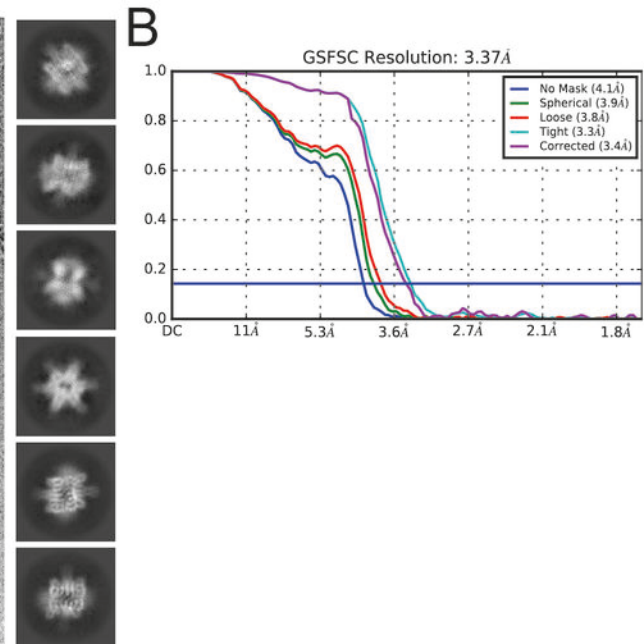 B
GSFSC Resolution: 3.37Å
1.0
0.8
0.6
0.4
0.2
0.0
No Mask (4.1Å)
Spherical (3.9Å)
Loose (3.8Å)
Tight (3.3Å)
Corrected (3.4Å)
DC 11Å 5.3Å 3.6Å 2.7Å 2.1Å 1.8Å